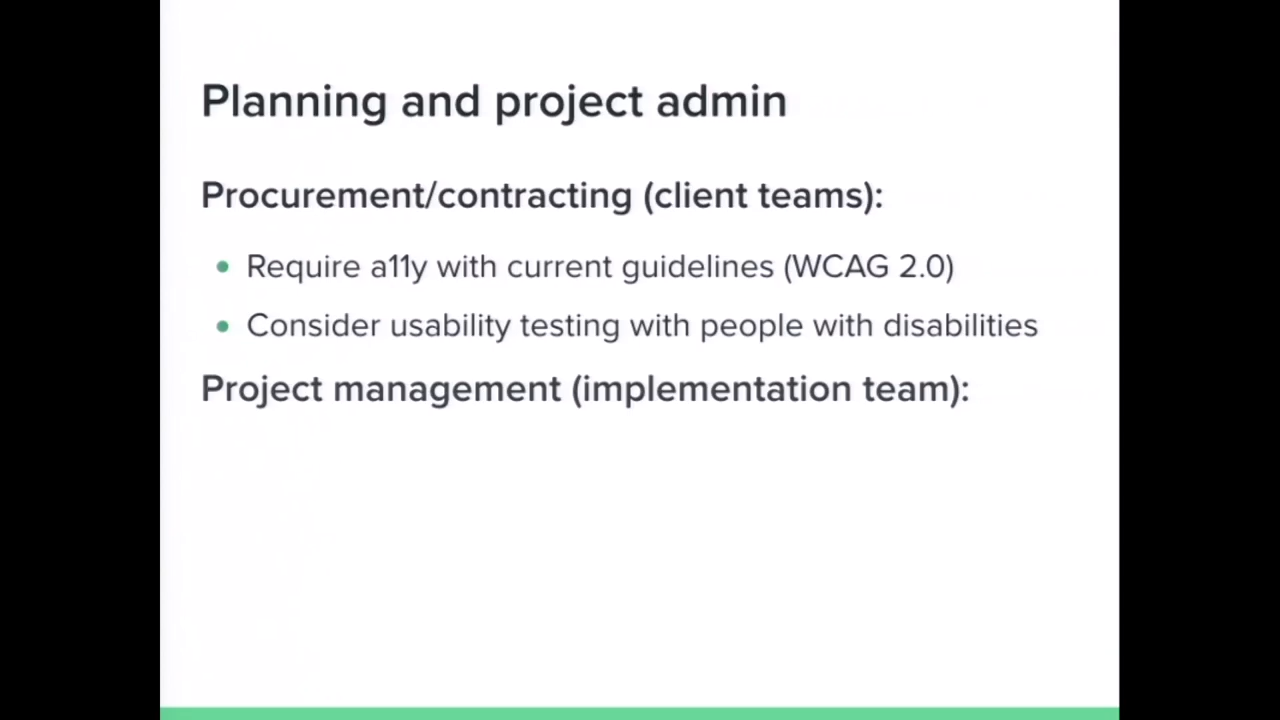 Planning and project admin
Procurement/contracting (client teams):
Require a11y with current guidelines (WCAG 2.0)
Consider usability testing with people with disabilities
Project management (implementation team):